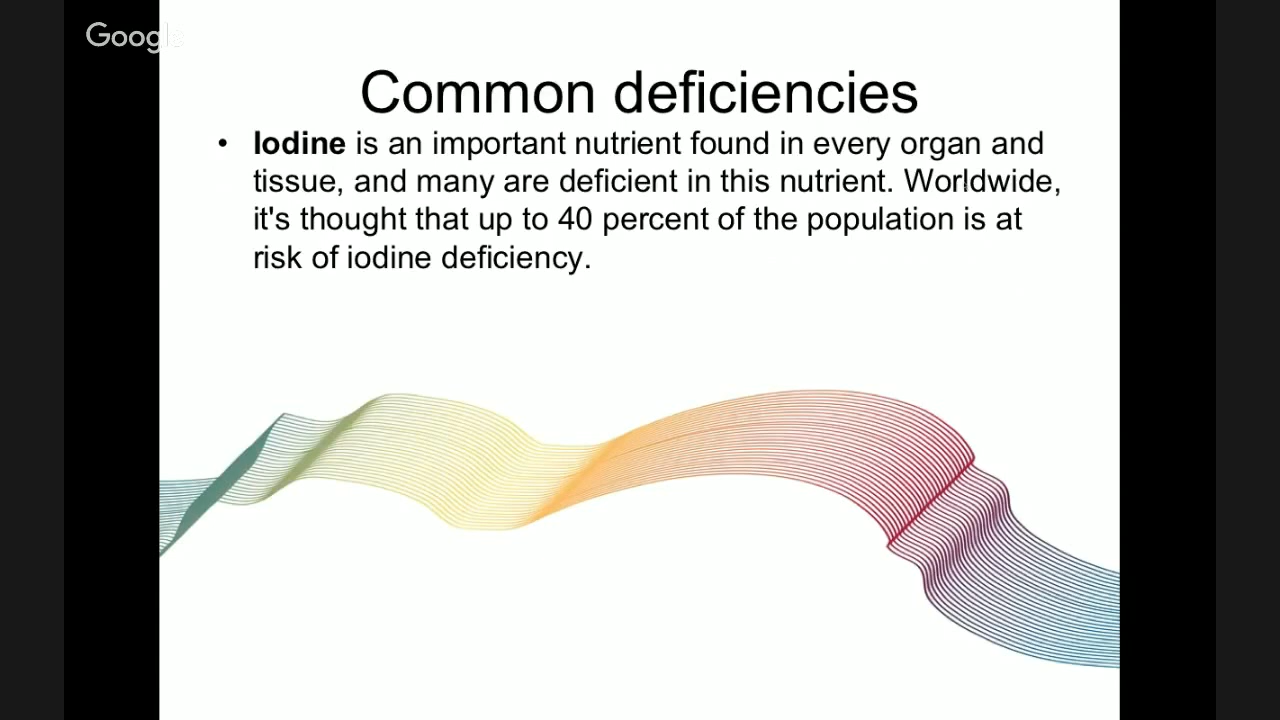 Google
Common deficiencies
• Iodine is an important nutrient found in every organ and
tissue, and many are deficient in this nutrient. Worldwide,
it's thought that up to 40 percent of the population is at
risk of iodine deficiency.